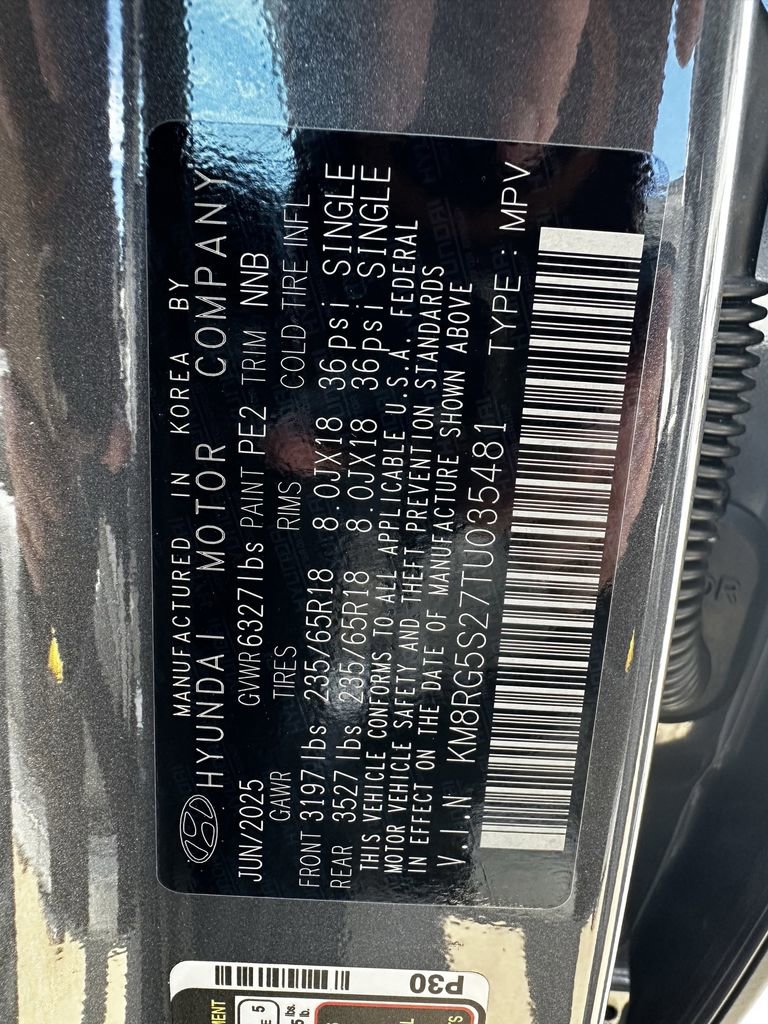 MANUFACTURED IN KOREA BY
HYUNDAI MOTOR COMPANY
JUN/2025 GVWR 6327lbs PAINT PE2 TRIM NNB
GAWR TIRES RIMS COLD TIRE INFL
FRONT 3197lbs 235/65R18 8.0JX18 36psi SINGLE
REAR 3527lbs 235/65R18 8.0JX18 36psi SINGLE
THIS VEHICLE CONFORMS TO ALL APPLICABLE U.S.A. FEDERAL
MOTOR VEHICLE SAFETY AND THEFT PREVENTION STANDARDS
IN EFFECT ON THE DATE OF MANUFACTURE SHOWN ABOVE
V.I.N KM8RG5S27TU035481 TYPE : MPV
P30